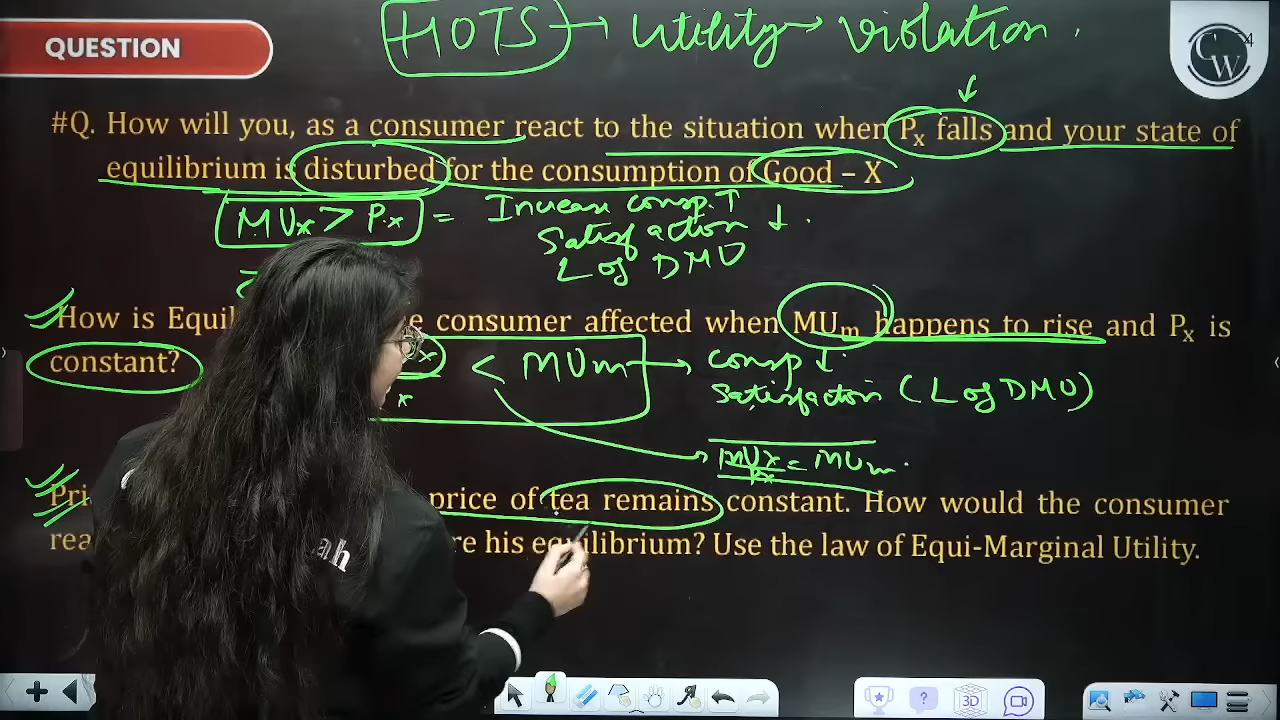 HOTS → Utility → violation.
QUESTION
CW
4
#Q. How will you, as a consumer react to the situation when Px falls and your state of
equilibrium is disturbed for the consumption of Good – X
MUx > Px = Increase consp. ↑
Satisfaction ↓.
L of DMU
How is Equil e consumer affected when MUm happens to rise and Px is
constant?
x < MUm → consp ↓.
x
Satisfaction (L of DMU)
MUx/Px = MUm.
Pri price of tea remains constant. How would the consumer
rea re his equilibrium? Use the law of Equi-Marginal Utility.
ah
3D